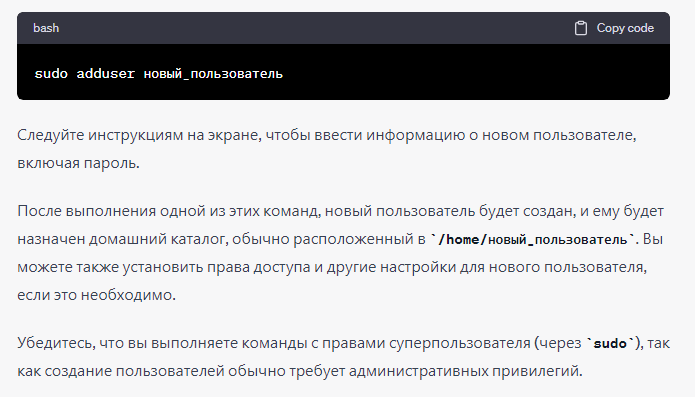 bash Copy code
sudo adduser новый_пользователь
Следуйте инструкциям на экране, чтобы ввести информацию о новом пользователе,
включая пароль.
После выполнения одной из этих команд, новый пользователь будет создан, и ему будет
назначен домашний каталог, обычно расположенный в `/home/новый_пользователь`. Вы
можете также установить права доступа и другие настройки для нового пользователя,
если это необходимо.
Убедитесь, что вы выполняете команды с правами суперпользователя (через `sudo`), так
как создание пользователей обычно требует административных привилегий.